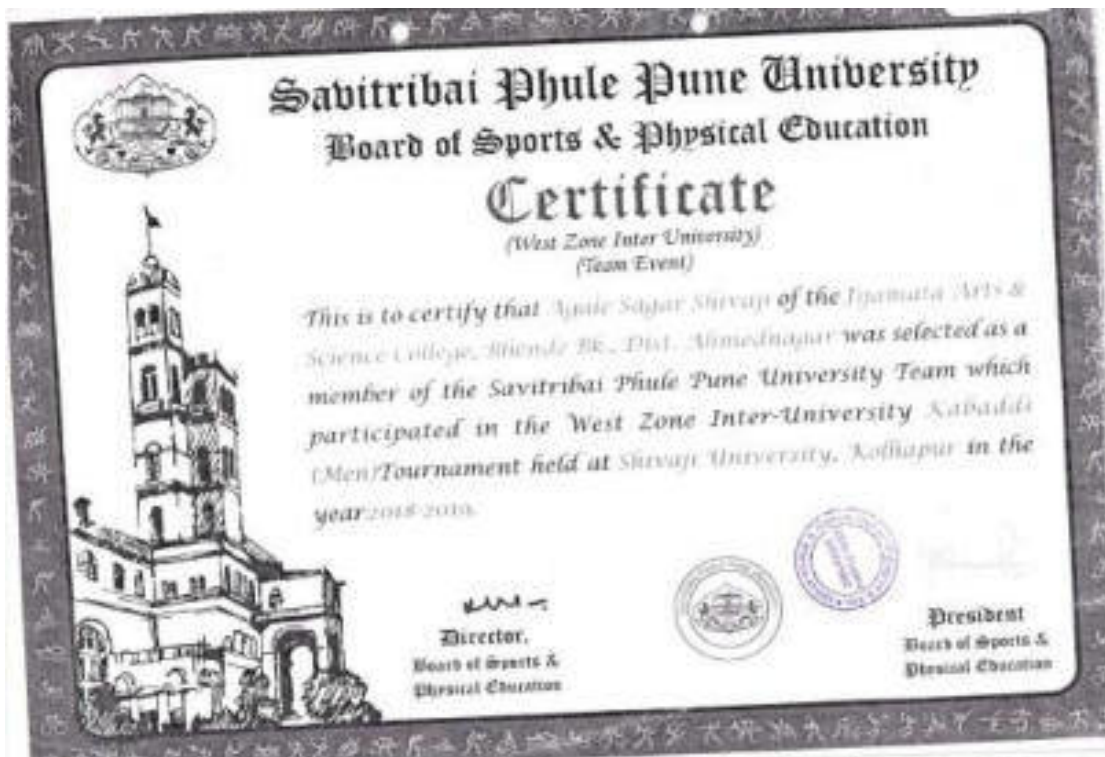 Savitribai Phule Pune University
Board of Sports & Physical Education
Certificate
(West Zone Inter University)
(Team Event)
This is to certify that Sagar Shivaji of the Arts &
Science College, Bhende Bk., Dist. Ahmednagar was selected as a
member of the Savitribai Phule Pune University Team which
participated in the West Zone Inter-University Kabaddi
(Men)Tournament held at Shivaji University, Kolhapur in the
year 2018-2019.
Director,
Board of Sports &
Physical Education
President
Board of Sports &
Physical Education